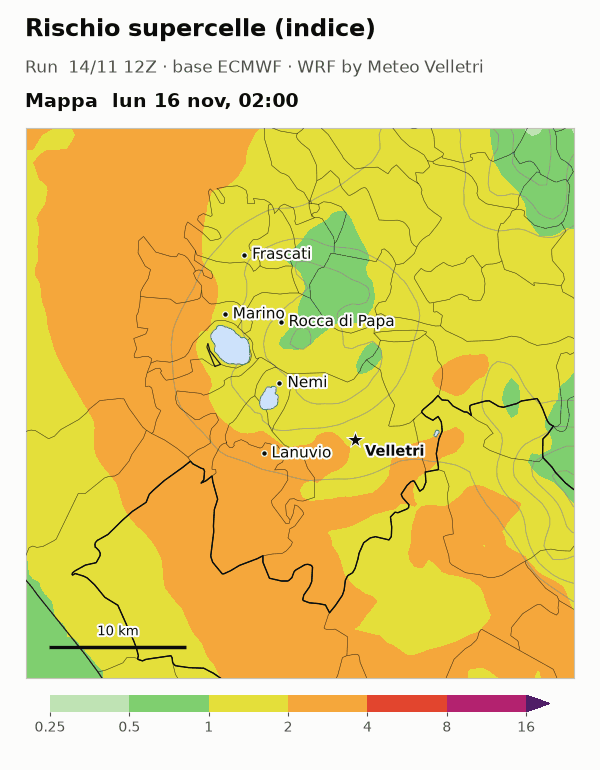 Rischio supercelle (indice)
Run  14/11 12Z · base ECMWF · WRF by Meteo Velletri
Mappa  lun 16 nov, 02:00
Frascati
Marino
Rocca di Papa
Nemi
Velletri
Lanuvio
10 km
0.25 0.5 1 2 4 8 16